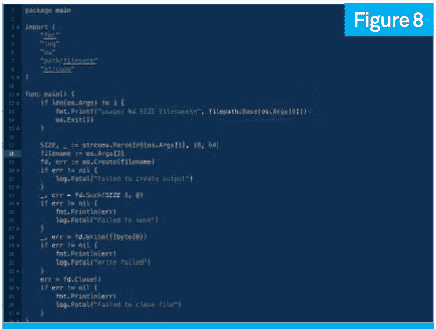 Figure 8
package main
import (
"fmt"
"log"
"os"
"path/filepath"
"strconv"
)
func main() {
if len(os.Args) != 3 {
fmt.Printf("usage: %s SIZE filename\n", filepath.Base(os.Args[0]))
os.Exit(1)
}
SIZE, _ := strconv.ParseInt(os.Args[1], 10, 64)
filename := os.Args[2]
fd, err := os.Create(filename)
if err != nil {
log.Fatal("Failed to create output")
}
_, err = fd.Seek(SIZE-1, 0)
if err != nil {
fmt.Println(err)
log.Fatal("Failed to seek")
}
_, err = fd.Write([]byte{0})
if err != nil {
fmt.Println(err)
log.Fatal("Write failed")
}
err = fd.Close()
if err != nil {
fmt.Println(err)
log.Fatal("Failed to close file")
}
}